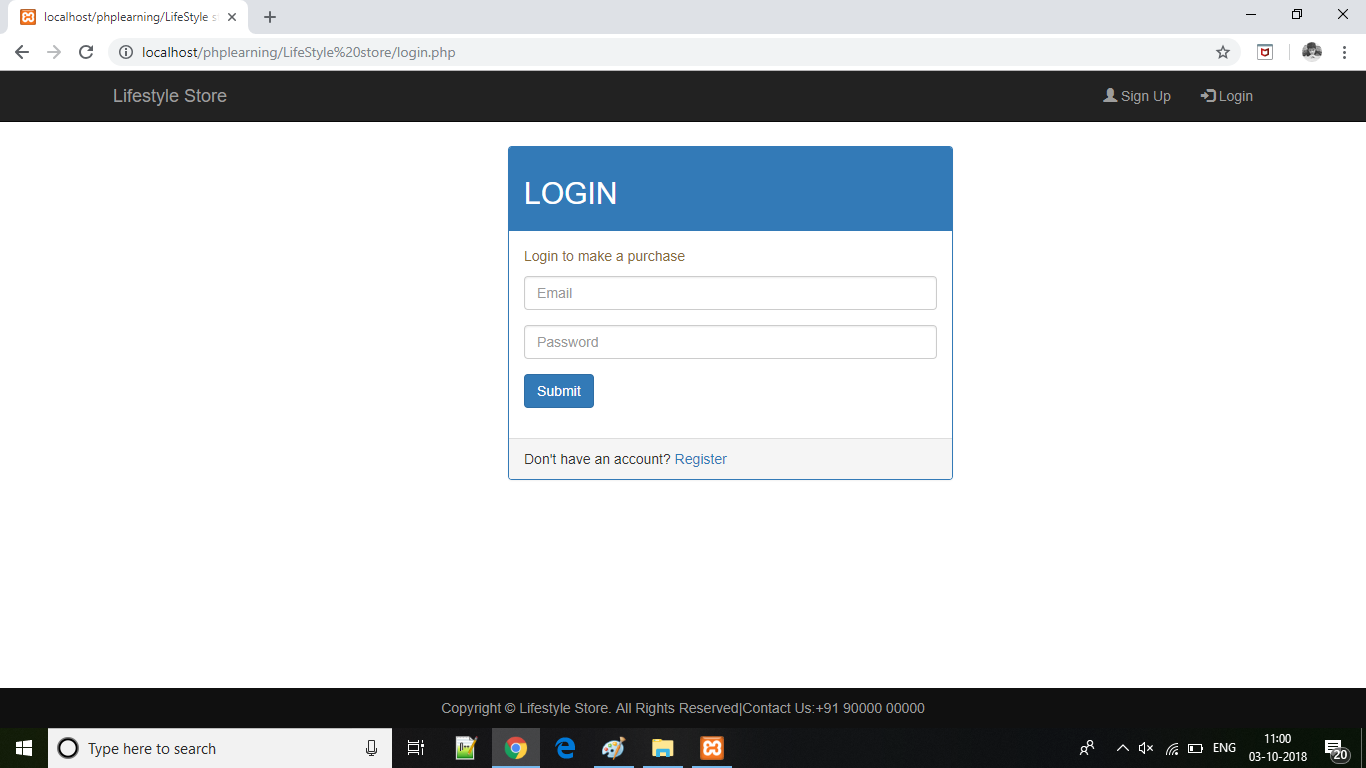 localhost/phplearning/LifeStyle s
localhost/phplearning/LifeStyle%20store/login.php
Lifestyle Store
Sign Up
Login
LOGIN
Login to make a purchase
Email
Password
Submit
Don't have an account? Register
Copyright © Lifestyle Store. All Rights Reserved|Contact Us:+91 90000 00000
Type here to search
ENG
11:00
03-10-2018
20